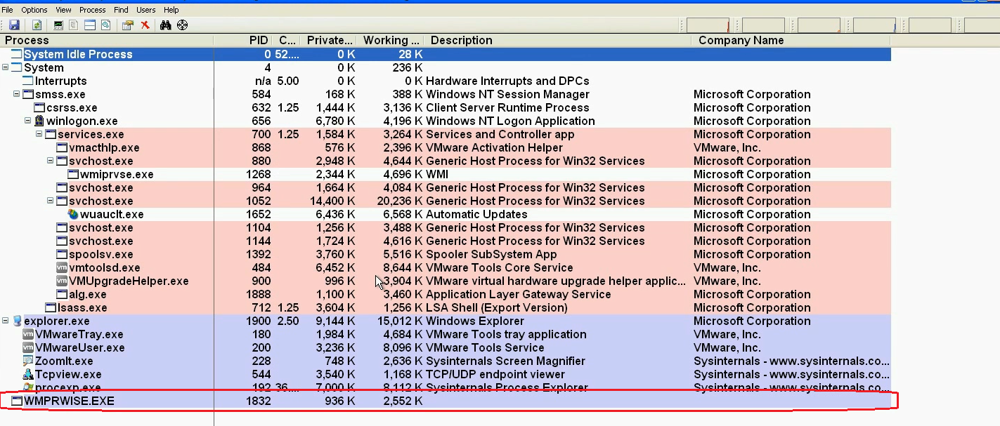 File Options View Process Find Users Help
Process PID C... Private... Working ... Description Company Name
System Idle Process 0 52.... 0 K 28 K
System 4 0 K 236 K
Interrupts n/a 5.00 0 K 0 K Hardware Interrupts and DPCs
smss.exe 584 168 K 388 K Windows NT Session Manager Microsoft Corporation
csrss.exe 632 1.25 1,444 K 3,136 K Client Server Runtime Process Microsoft Corporation
winlogon.exe 656 6,780 K 4,196 K Windows NT Logon Application Microsoft Corporation
services.exe 700 1.25 1,584 K 3,264 K Services and Controller app Microsoft Corporation
vmacthlp.exe 868 576 K 2,396 K VMware Activation Helper VMware, Inc.
svchost.exe 880 2,948 K 4,644 K Generic Host Process for Win32 Services Microsoft Corporation
wmiprvse.exe 1268 2,344 K 4,696 K WMI Microsoft Corporation
svchost.exe 964 1,664 K 4,084 K Generic Host Process for Win32 Services Microsoft Corporation
svchost.exe 1052 14,400 K 20,236 K Generic Host Process for Win32 Services Microsoft Corporation
wuauclt.exe 1652 6,436 K 6,568 K Automatic Updates Microsoft Corporation
svchost.exe 1104 1,256 K 3,488 K Generic Host Process for Win32 Services Microsoft Corporation
svchost.exe 1144 1,724 K 4,616 K Generic Host Process for Win32 Services Microsoft Corporation
spoolsv.exe 1392 3,760 K 5,516 K Spooler SubSystem App Microsoft Corporation
vm vmtoolsd.exe 484 6,452 K 8,644 K VMware Tools Core Service VMware, Inc.
vm VMUpgradeHelper.exe 900 996 K 3,904 K VMware virtual hardware upgrade helper applic... VMware, Inc.
alg.exe 1888 1,100 K 3,460 K Application Layer Gateway Service Microsoft Corporation
lsass.exe 712 1.25 3,604 K 1,256 K LSA Shell (Export Version) Microsoft Corporation
explorer.exe 1900 2.50 9,144 K 15,012 K Windows Explorer Microsoft Corporation
vm VMwareTray.exe 180 1,984 K 4,684 K VMware Tools tray application VMware, Inc.
vm VMwareUser.exe 200 3,236 K 8,096 K VMware Tools Service VMware, Inc.
ZoomIt.exe 228 748 K 2,636 K Sysinternals Screen Magnifier Sysinternals - www.sysinternals.co...
Tcpview.exe 544 3,540 K 1,168 K TCP/UDP endpoint viewer Sysinternals - www.sysinternals.co...
procexp.exe 192 36.... 7,000 K 8,112 K Sysinternals Process Explorer Sysinternals - www.sysinternals.co...
WMPRWISE.EXE 1832 936 K 2,552 K